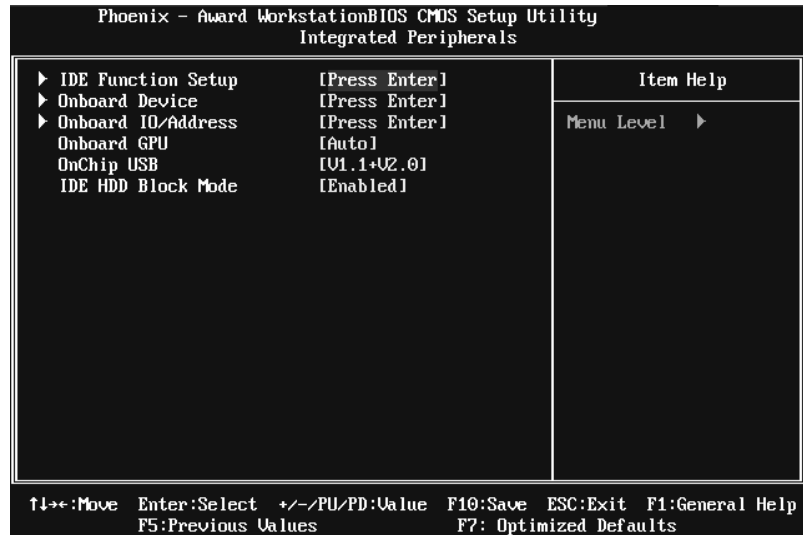 Phoenix - Award WorkstationBIOS CMOS Setup Utility
Integrated Peripherals
▶ IDE Function Setup [Press Enter]
▶ Onboard Device [Press Enter]
▶ Onboard IO/Address [Press Enter]
Onboard GPU [Auto]
OnChip USB [V1.1+V2.0]
IDE HDD Block Mode [Enabled]
Item Help
Menu Level ▶
↑↓→←:Move Enter:Select +/-/PU/PD:Value F10:Save ESC:Exit F1:General Help
F5:Previous Values F7: Optimized Defaults